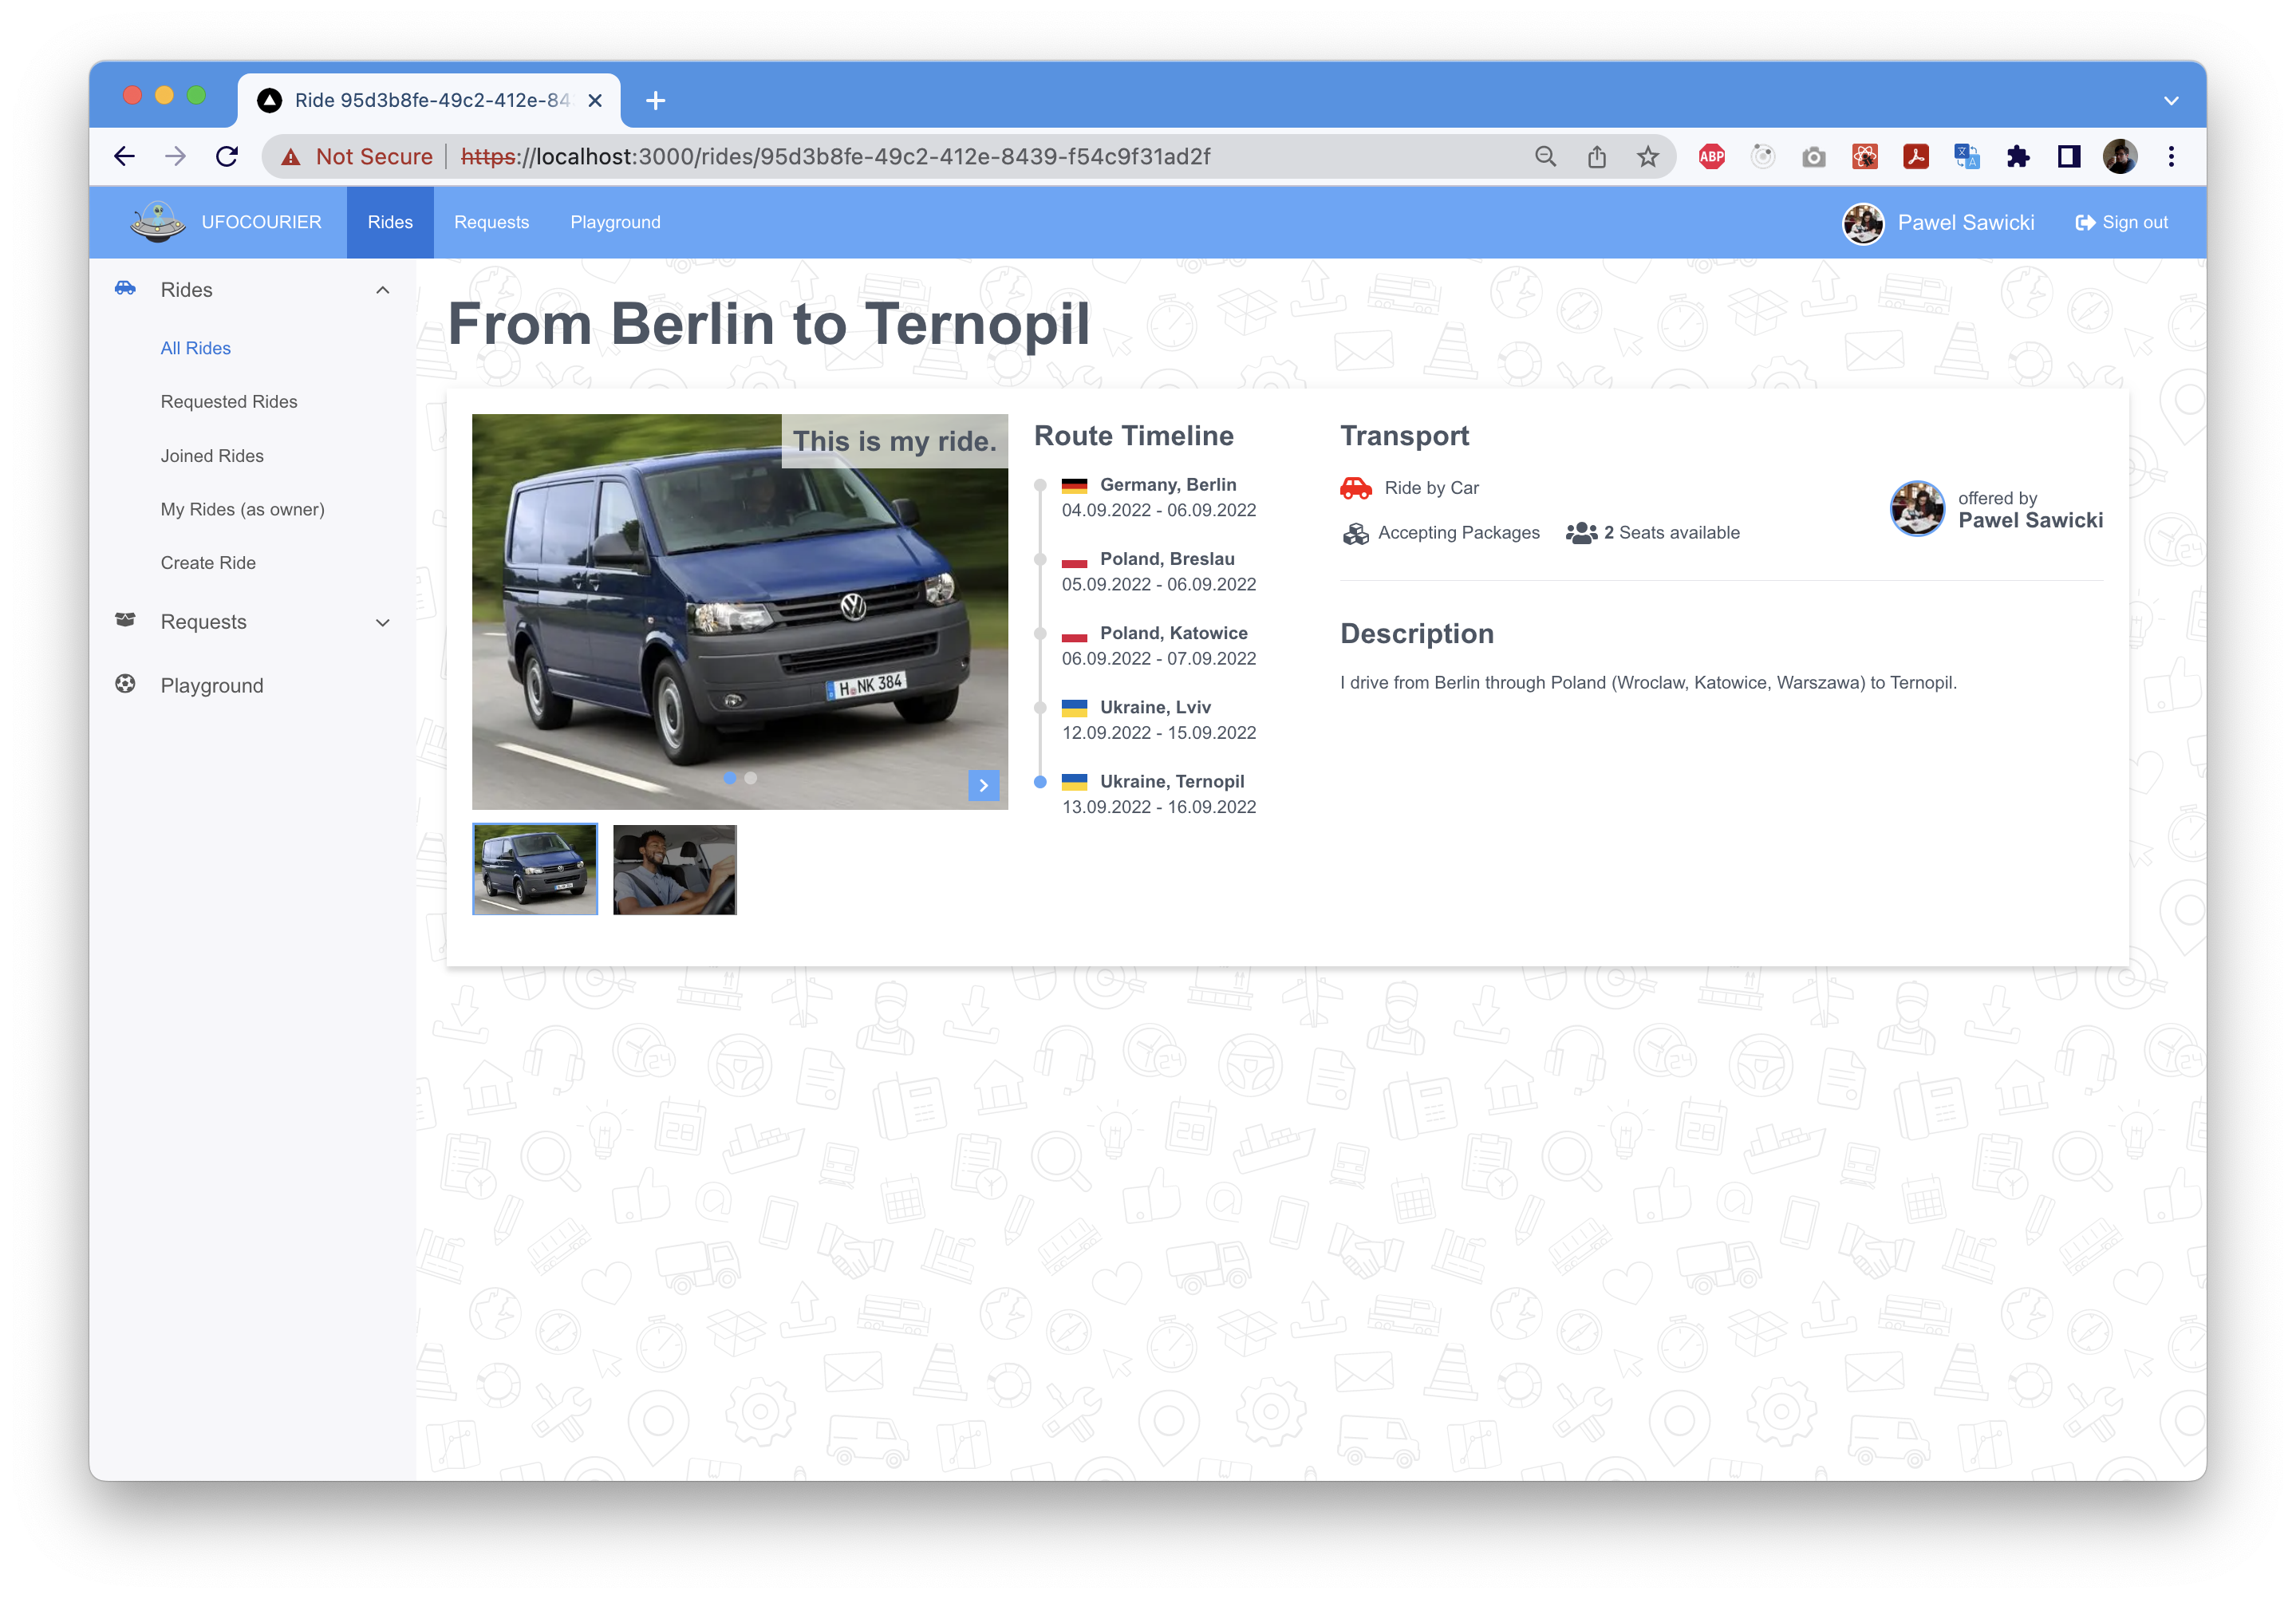 Ride 95d3b8fe-49c2-412e-84
Not Secure https://localhost:3000/rides/95d3b8fe-49c2-412e-8439-f54c9f31ad2f
ABP
UFOCOURIER Rides Requests Playground Pawel Sawicki Sign out
Rides
All Rides
Requested Rides
Joined Rides
My Rides (as owner)
Create Ride
Requests
Playground
From Berlin to Ternopil
This is my ride.
H NK 384
Route Timeline
Germany, Berlin
04.09.2022 - 06.09.2022
Poland, Breslau
05.09.2022 - 06.09.2022
Poland, Katowice
06.09.2022 - 07.09.2022
Ukraine, Lviv
12.09.2022 - 15.09.2022
Ukraine, Ternopil
13.09.2022 - 16.09.2022
Transport
Ride by Car
Accepting Packages 2 Seats available
offered by
Pawel Sawicki
Description
I drive from Berlin through Poland (Wroclaw, Katowice, Warszawa) to Ternopil.